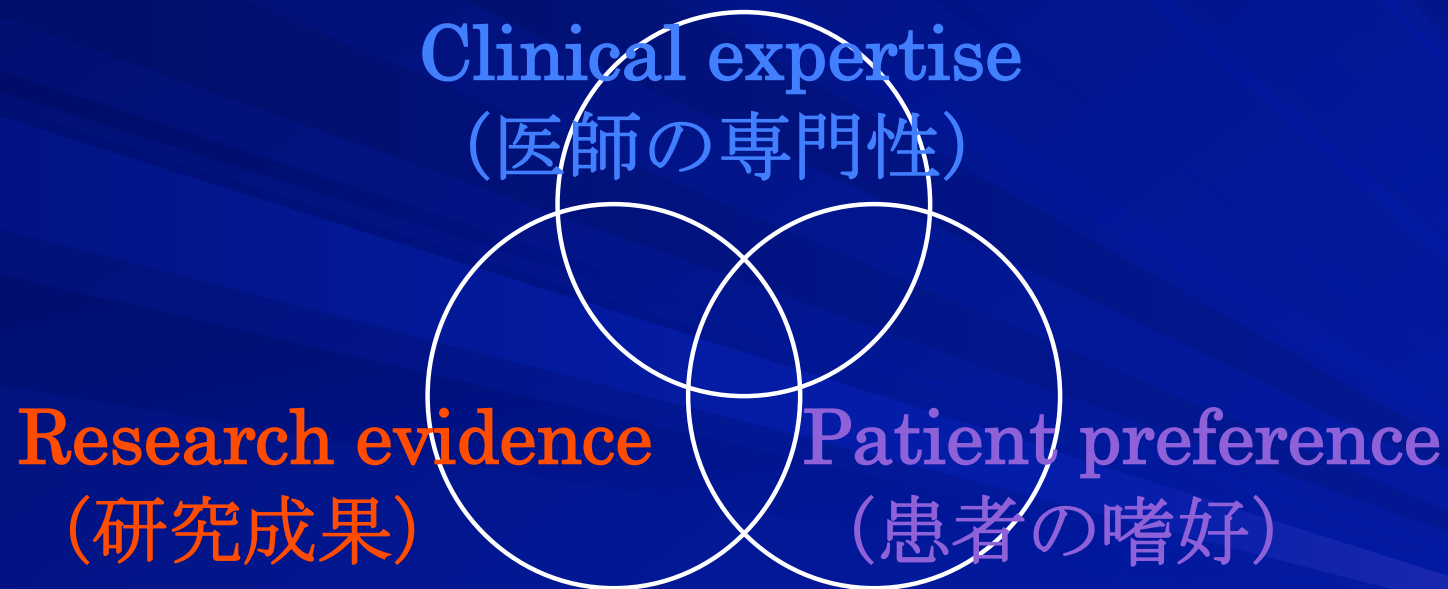 Clinical expertise
（医師の専門性）
Research evidence
（研究成果）
Patient preference
（患者の嗜好）